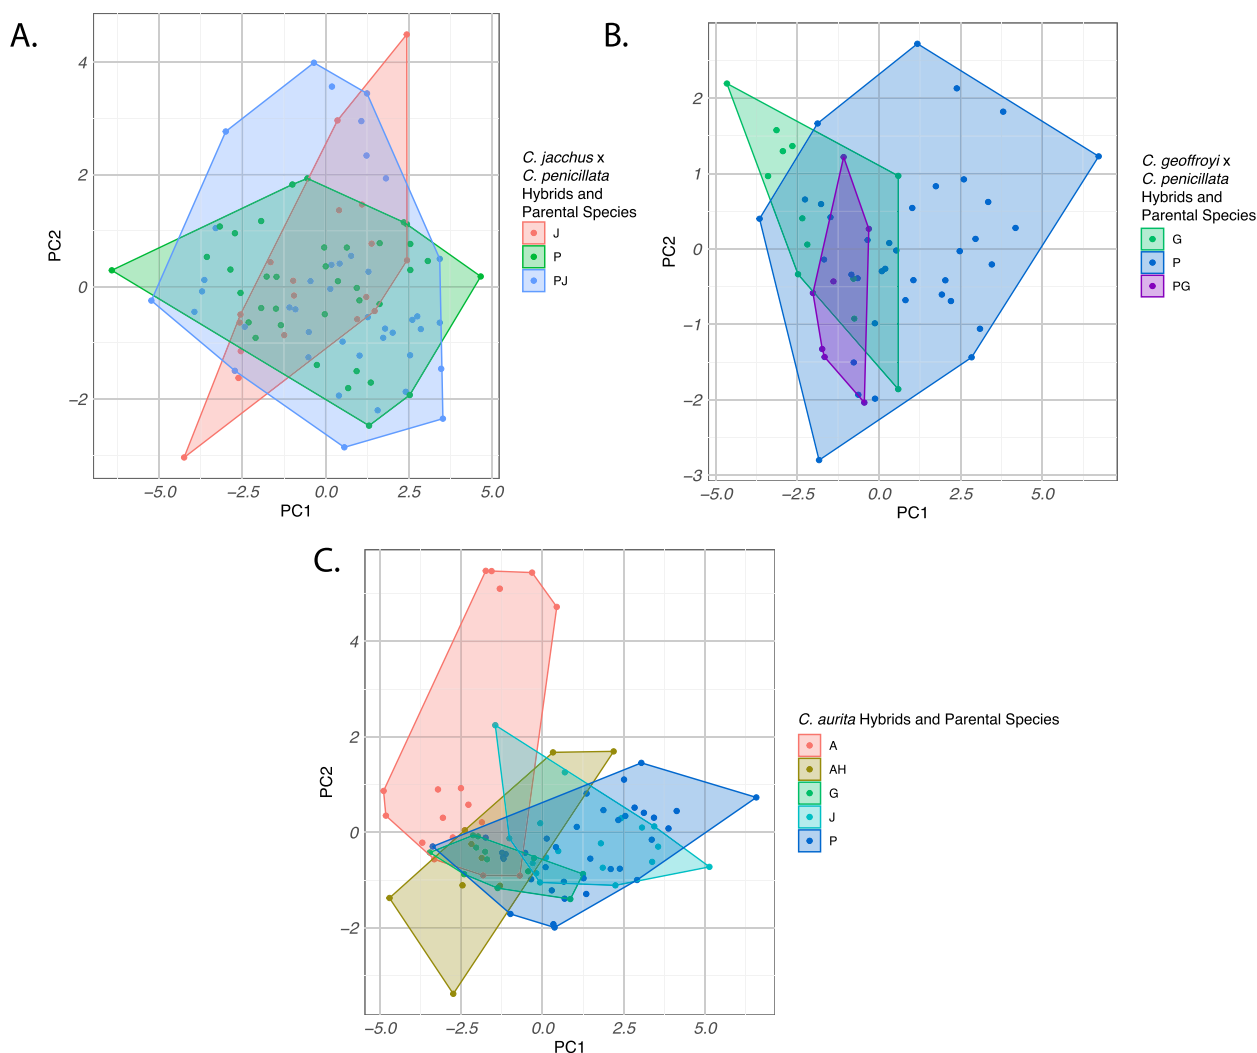 A.
4
2
0
−2
PC2
−5.0 −2.5 0.0 2.5 5.0
PC1
C. jacchus x
C. penicillata
Hybrids and
Parental Species
J
P
PJ
B.
2
1
0
−1
−2
−3
PC2
−5.0 −2.5 0.0 2.5 5.0
PC1
C. geoffroyi x
C. penicillata
Hybrids and
Parental Species
G
P
PG
C.
4
2
0
−2
PC2
−5.0 −2.5 0.0 2.5 5.0
PC1
C. aurita Hybrids and Parental Species
A
AH
G
J
P